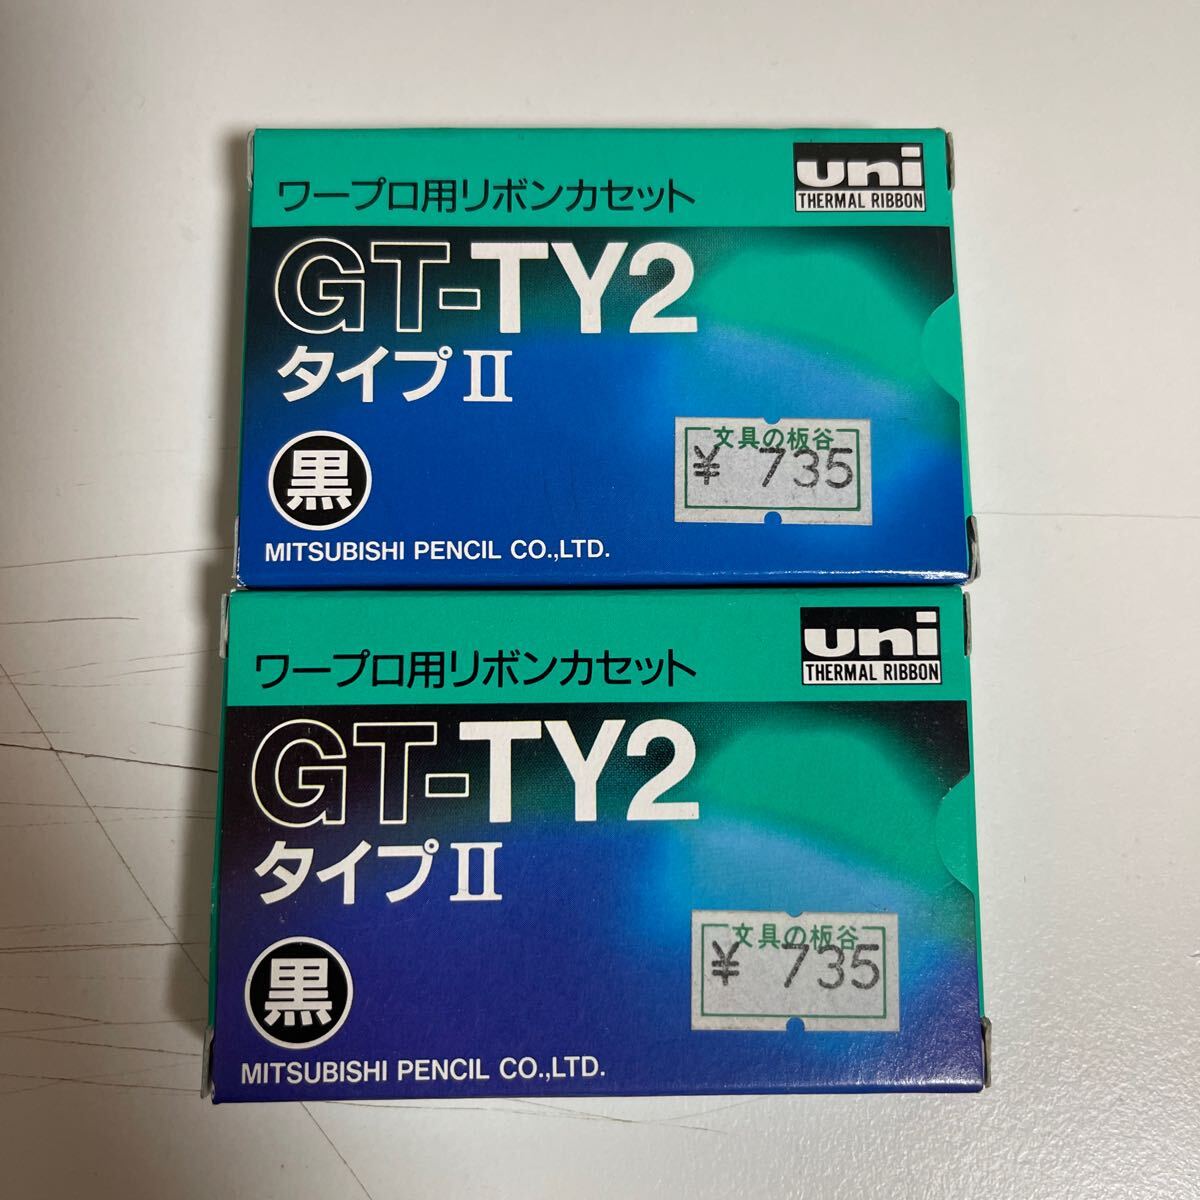 ワープロ用リボンカセット
uni
THERMAL RIBBON
GT-TY2
タイプII
文具の板谷
¥ 735
黒
MITSUBISHI PENCIL CO.,LTD.
ワープロ用リボンカセット
uni
THERMAL RIBBON
GT-TY2
タイプII
文具の板谷
¥ 735
黒
MITSUBISHI PENCIL CO.,LTD.